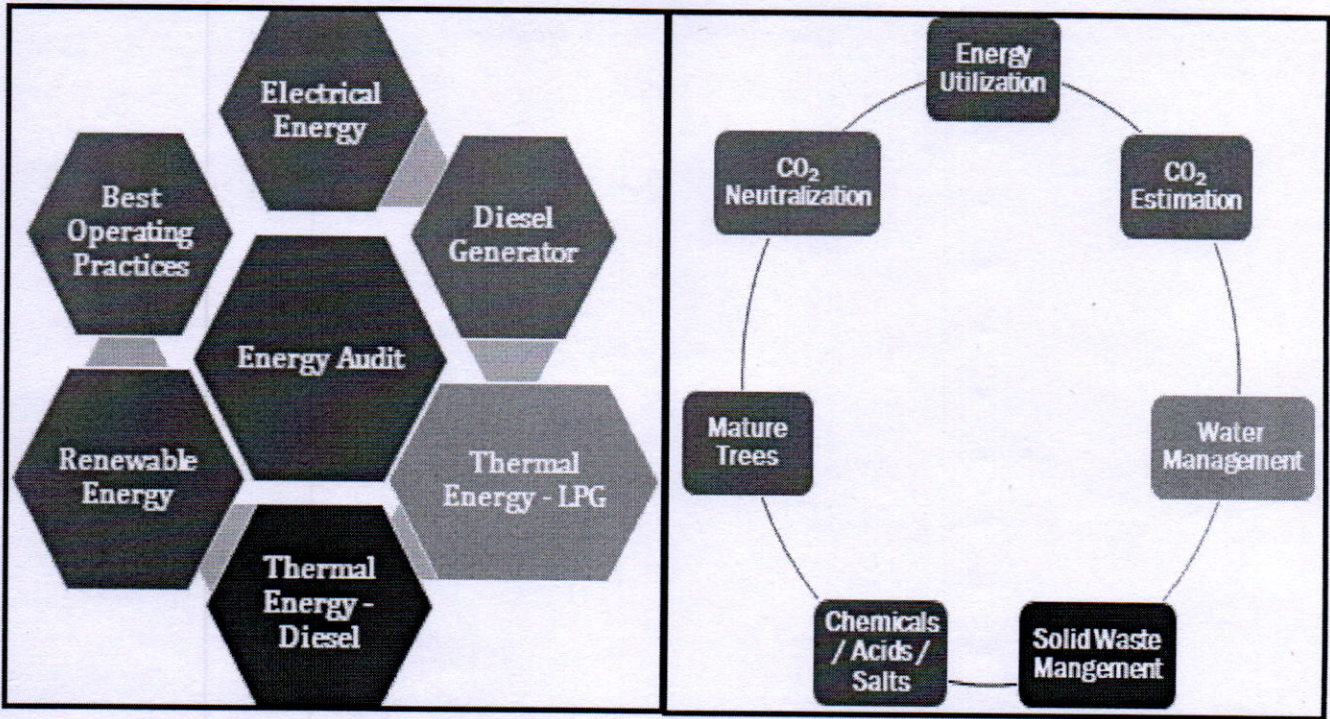 Electrical
Energy
Diesel
Generator
Thermal
Energy - LPG
Thermal
Energy -
Diesel
Renewable
Energy
Best
Operating
Practices
Energy Audit
Energy
Utilization
CO₂
Estimation
Water
Management
Solid Waste
Mangement
Chemicals
/ Acids /
Salts
Mature
Trees
CO₂
Neutralization